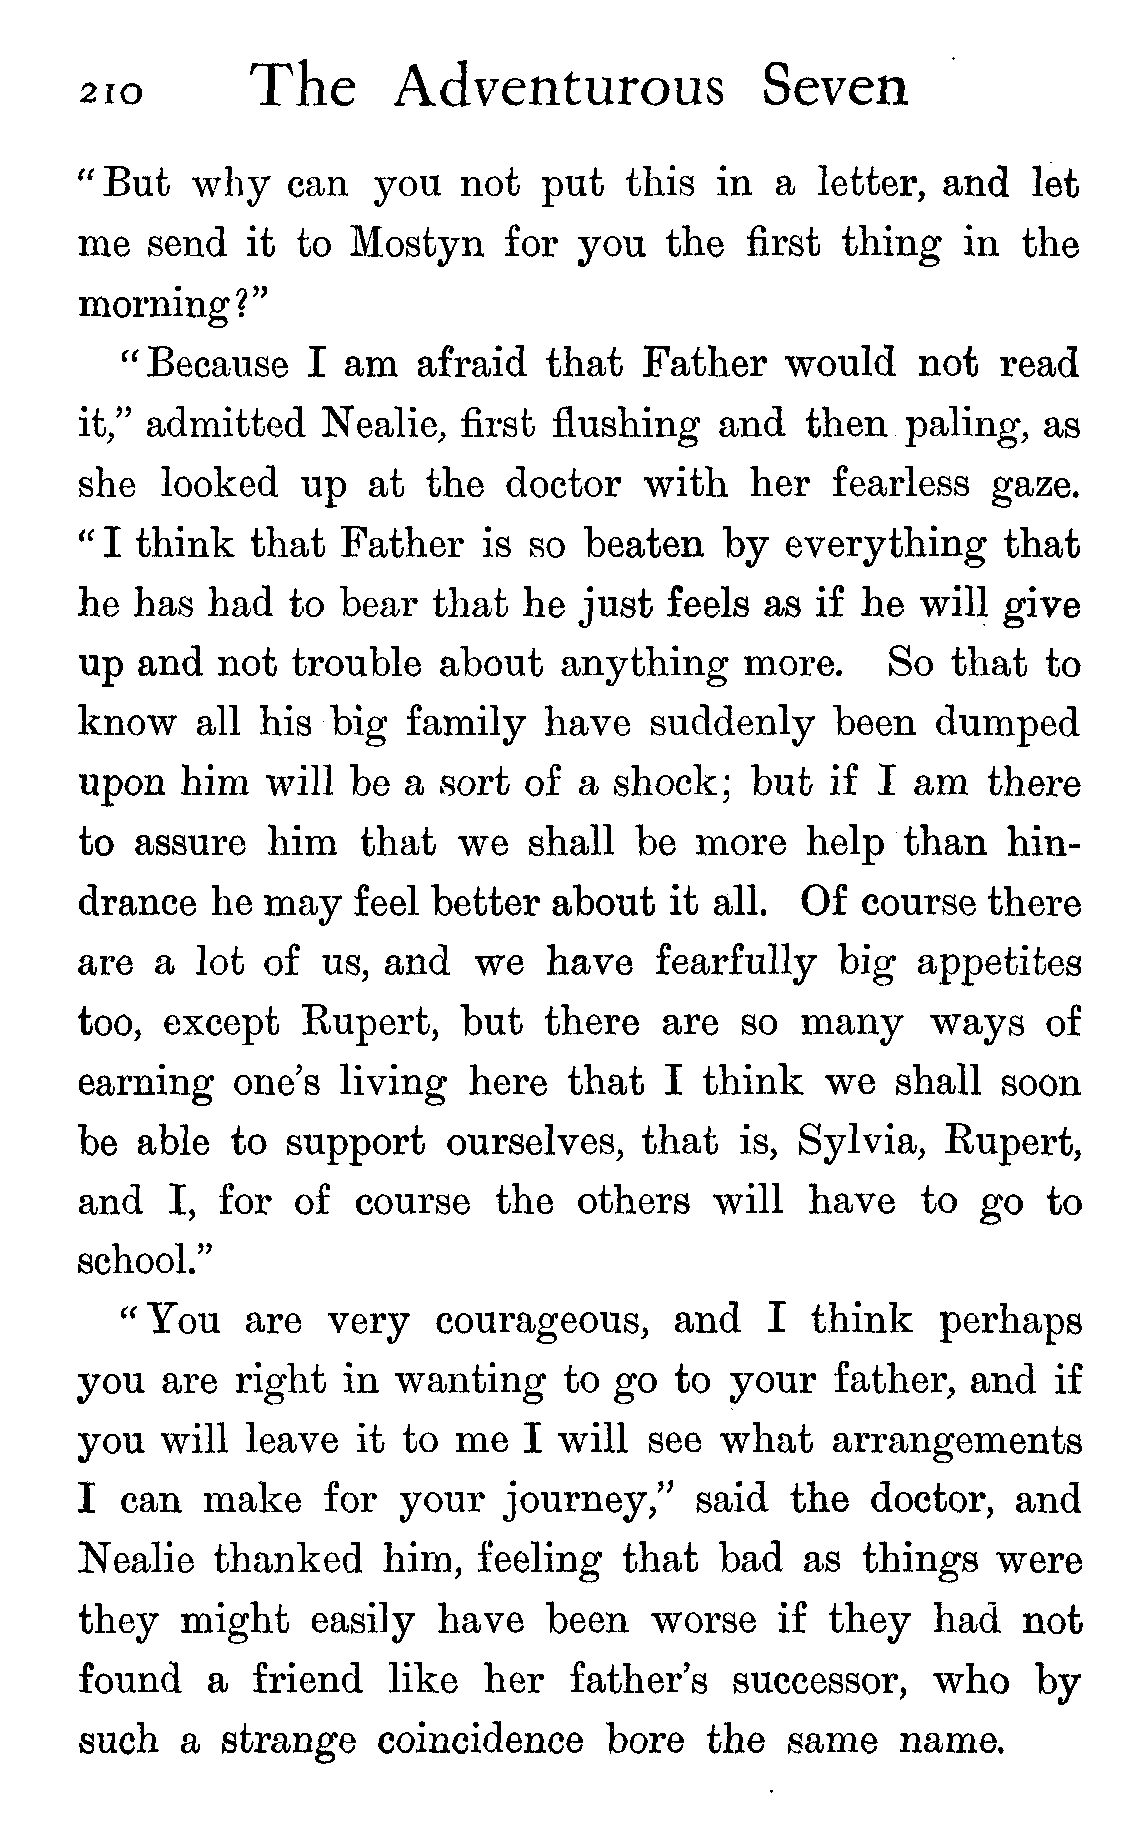 210 The Adventurous Seven
“But why can you not put this in a letter, and let
me send it to Mostyn for you the first thing in the
morning?”
“Because I am afraid that Father would not read
it,” admitted Nealie, first flushing and then paling, as
she looked up at the doctor with her fearless gaze.
“I think that Father is so beaten by everything that
he has had to bear that he just feels as if he will give
up and not trouble about anything more. So that to
know all his big family have suddenly been dumped
upon him will be a sort of a shock; but if I am there
to assure him that we shall be more help than hin-
drance he may feel better about it all. Of course there
are a lot of us, and we have fearfully big appetites
too, except Rupert, but there are so many ways of
earning one’s living here that I think we shall soon
be able to support ourselves, that is, Sylvia, Rupert,
and I, for of course the others will have to go to
school.”
“You are very courageous, and I think perhaps
you are right in wanting to go to your father, and if
you will leave it to me I will see what arrangements
I can make for your journey,” said the doctor, and
Nealie thanked him, feeling that bad as things were
they might easily have been worse if they had not
found a friend like her father’s successor, who by
such a strange coincidence bore the same name.